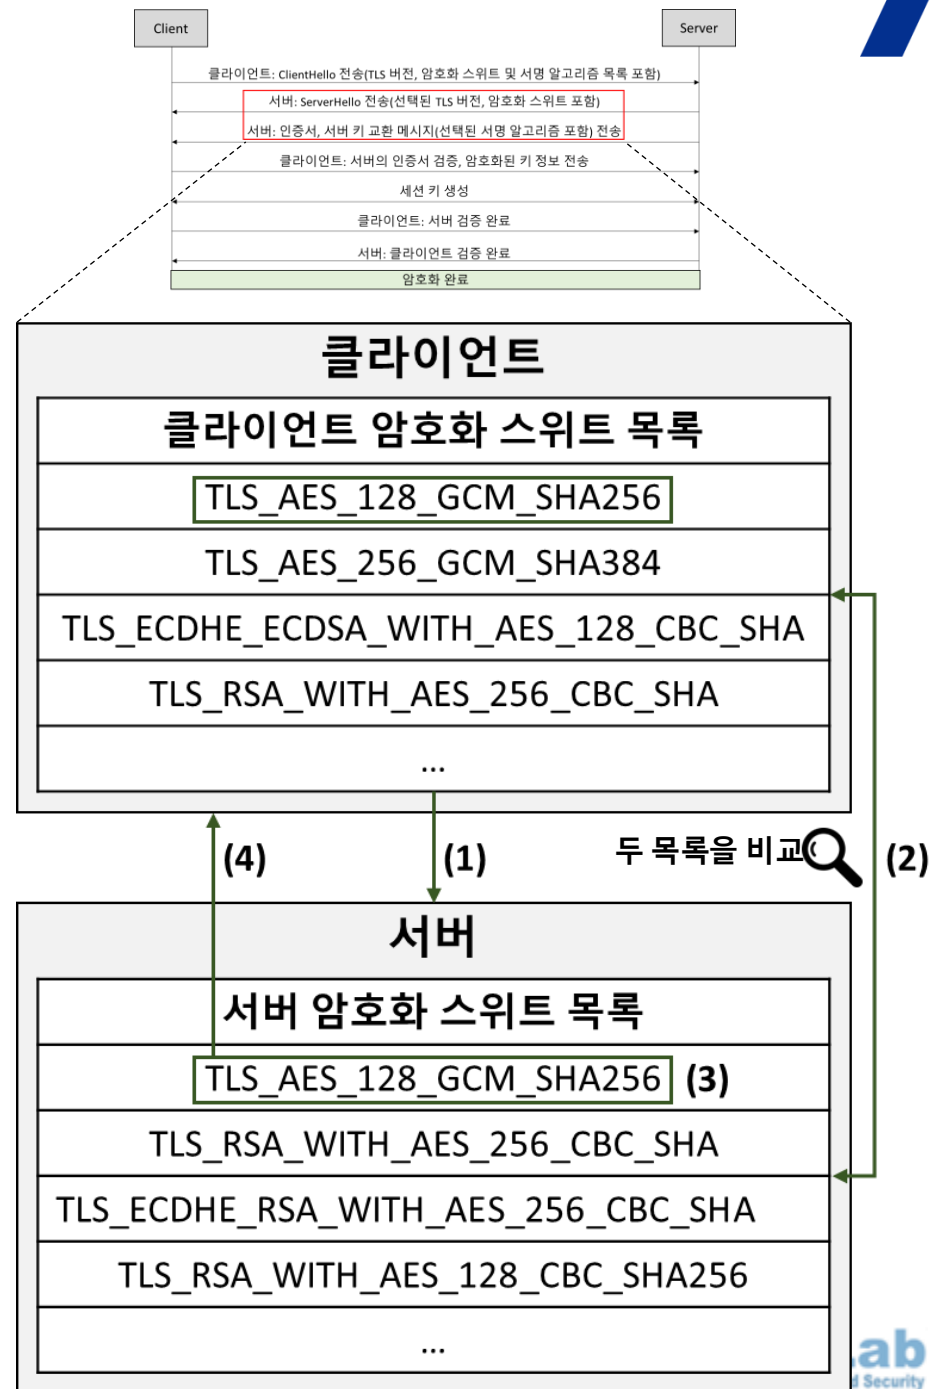 Client
Server
클라이언트: ClientHello 전송(TLS 버전, 암호화 스위트 및 서명 알고리즘 목록 포함)
서버: ServerHello 전송(선택된 TLS 버전, 암호화 스위트 포함)
서버: 인증서, 서버 키 교환 메시지(선택된 서명 알고리즘 포함) 전송
클라이언트: 서버의 인증서 검증, 암호화된 키 정보 전송
세션 키 생성
클라이언트: 서버 검증 완료
서버: 클라이언트 검증 완료
암호화 완료
클라이언트
클라이언트 암호화 스위트 목록
TLS_AES_128_GCM_SHA256
TLS_AES_256_GCM_SHA384
TLS_ECDHE_ECDSA_WITH_AES_128_CBC_SHA
TLS_RSA_WITH_AES_256_CBC_SHA
...
(4)
(1)
두 목록을 비교
(2)
서버
서버 암호화 스위트 목록
TLS_AES_128_GCM_SHA256 (3)
TLS_RSA_WITH_AES_256_CBC_SHA
TLS_ECDHE_RSA_WITH_AES_256_CBC_SHA
TLS_RSA_WITH_AES_128_CBC_SHA256
...
ab
Security